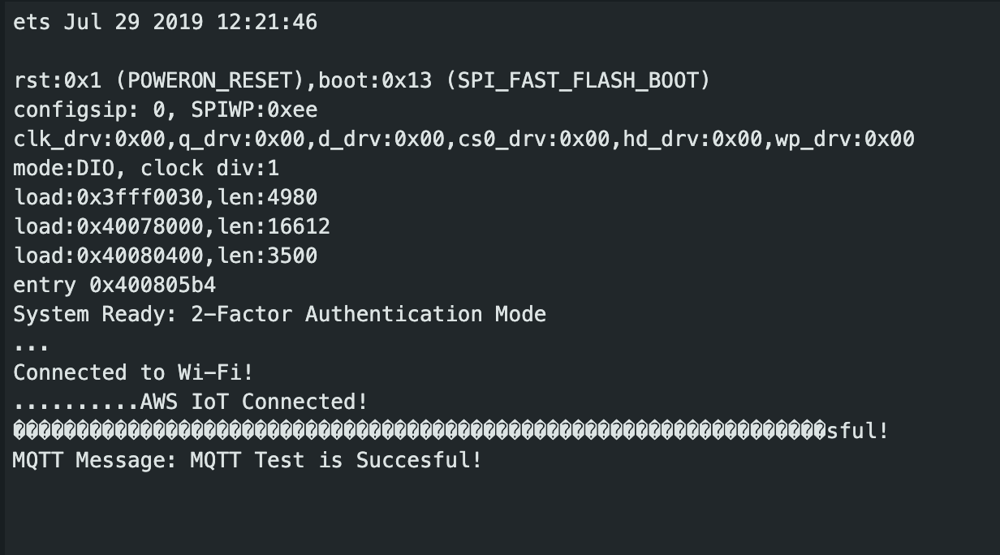 ets Jul 29 2019 12:21:46
rst:0x1 (POWERON_RESET),boot:0x13 (SPI_FAST_FLASH_BOOT)
configsip: 0, SPIWP:0xee
clk_drv:0x00,q_drv:0x00,d_drv:0x00,cs0_drv:0x00,hd_drv:0x00,wp_drv:0x00
mode:DIO, clock div:1
load:0x3fff0030,len:4980
load:0x40078000,len:16612
load:0x40080400,len:3500
entry 0x400805b4
System Ready: 2-Factor Authentication Mode
...
Connected to Wi-Fi!
..........AWS IoT Connected!
����������������������������������������������������������������sful!
MQTT Message: MQTT Test is Succesful!